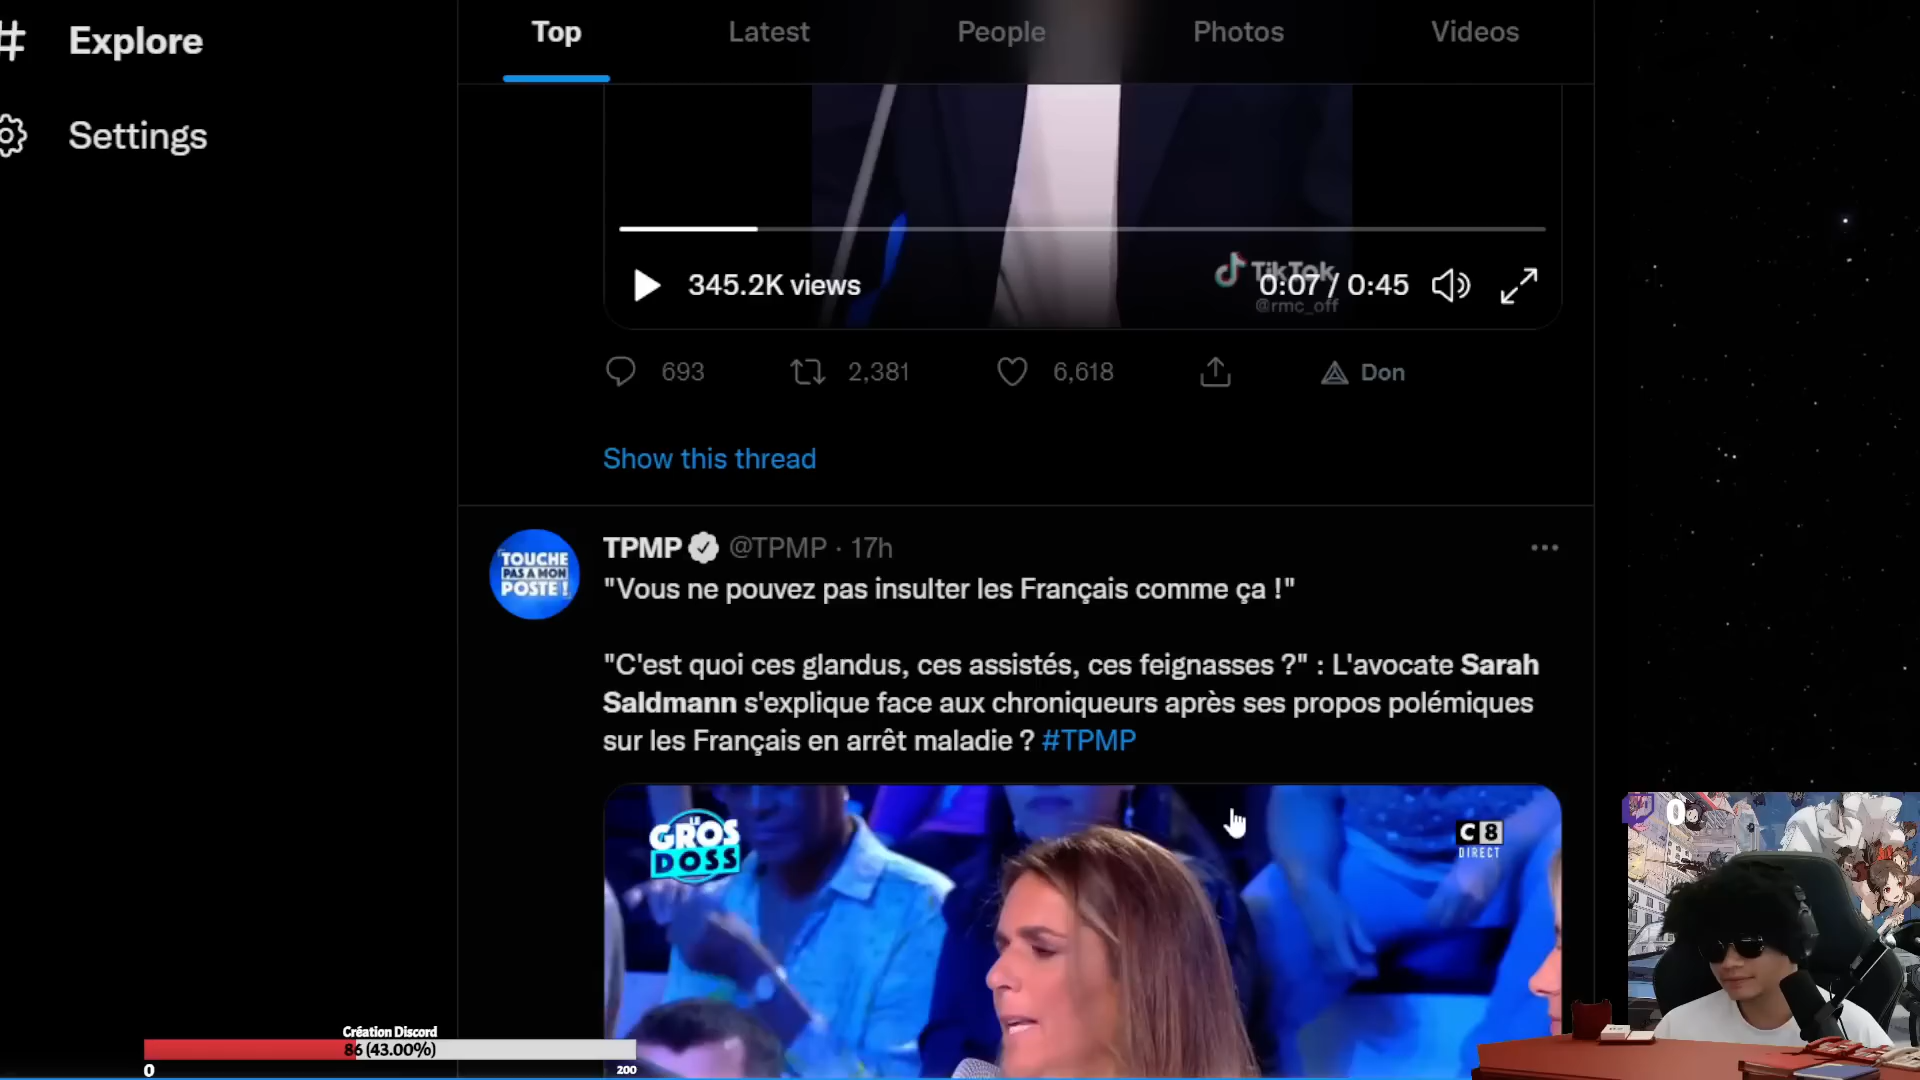 Explore
Settings
Top
Latest
People
Photos
Videos
345.2K views
TikTok
0:07 / 0:45
@rmc_off
693
2,381
6,618
Don
Show this thread
TOUCHE
PAS A MON
POSTE !
TPMP @TPMP · 17h
"Vous ne pouvez pas insulter les Français comme ça !"
"C'est quoi ces glandus, ces assistés, ces feignasses ?" : L'avocate Sarah
Saldmann s'explique face aux chroniqueurs après ses propos polémiques
sur les Français en arrêt maladie ? #TPMP
LE
GROS
DOSS
C8
DIRECT
0
Création Discord
86 (43.00%)
0
200